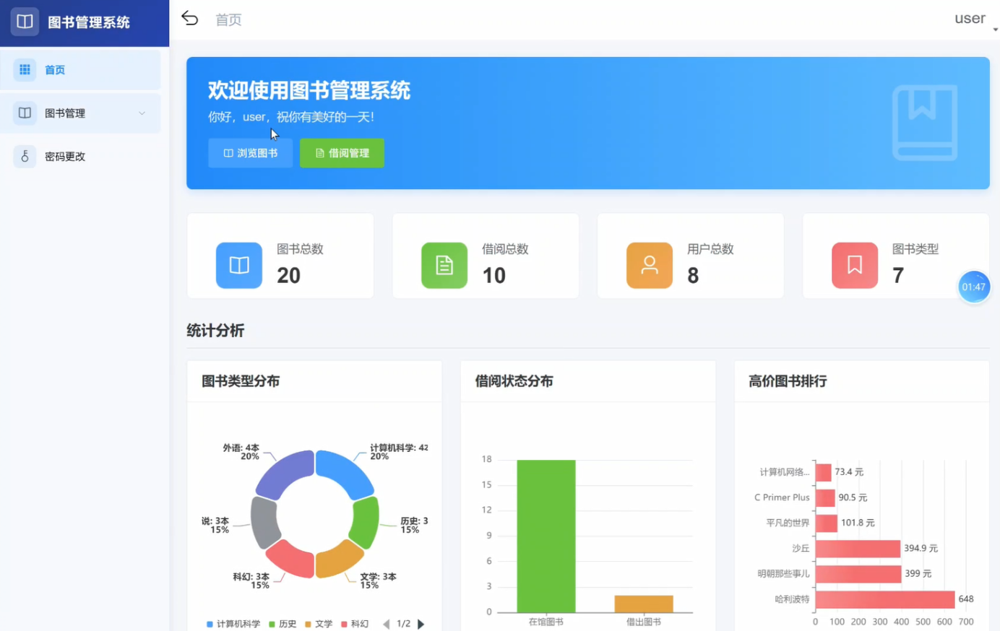 图书管理系统
首页
user
首页
图书管理
密码更改
欢迎使用图书管理系统
你好，user，祝你有美好的一天！
浏览图书
借阅管理
图书总数
20
借阅总数
10
用户总数
8
图书类型
7
01:47
统计分析
图书类型分布
外语: 4本
20%
计算机科学: 4
20%
说: 3本
15%
历史: 3
15%
科幻: 3本
15%
文学: 3本
15%
计算机科学
历史
文学
科幻
1/2
借阅状态分布
18
15
12
9
6
3
0
在馆图书
借出图书
高价图书排行
计算机网络... 73.4 元
C Primer Plus 90.5 元
平凡的世界 101.8 元
沙丘 394.9 元
明朝那些事儿 399 元
哈利波特 648
0 100 200 300 400 500 600 700